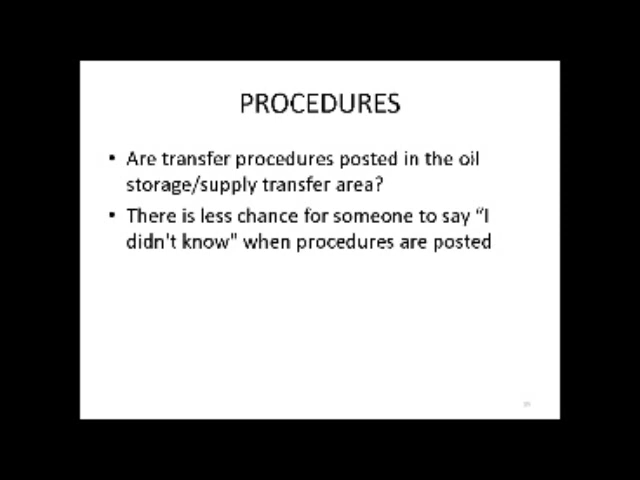 PROCEDURES
• Are transfer procedures posted in the oil
storage/supply transfer area?
• There is less chance for someone to say “I
didn't know" when procedures are posted